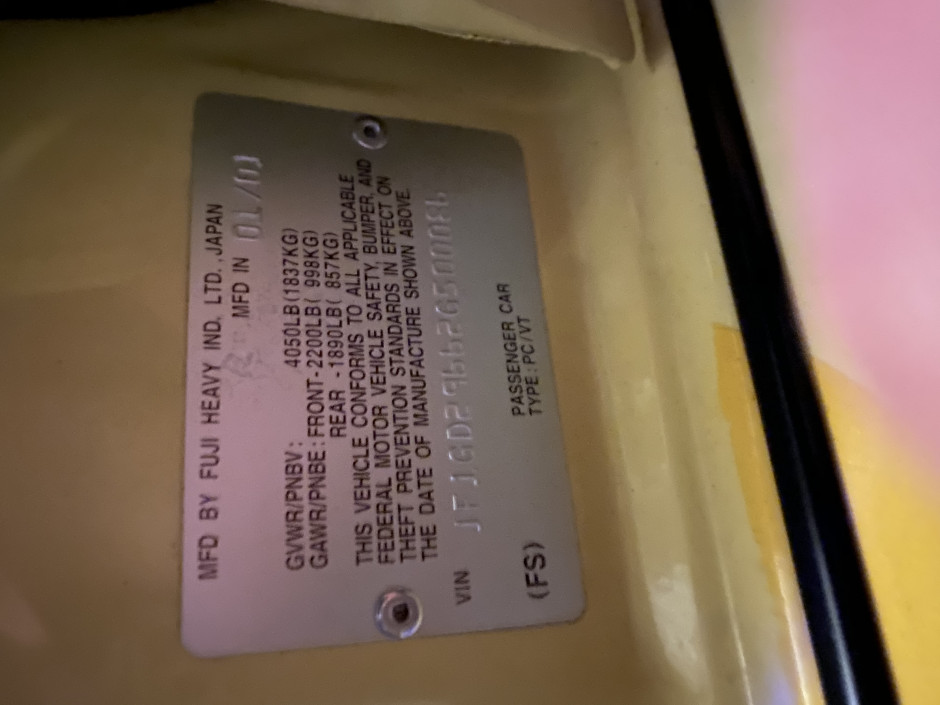 MFD BY FUJI HEAVY IND. LTD., JAPAN
MFD IN 01/01
GVWR/PNBV: 4050LB(1837KG)
GAWR/PNBE: FRONT-2200LB( 998KG)
REAR -1890LB( 857KG)
THIS VEHICLE CONFORMS TO ALL APPLICABLE
FEDERAL MOTOR VEHICLE SAFETY, BUMPER, AND
THEFT PREVENTION STANDARDS IN EFFECT ON
THE DATE OF MANUFACTURE SHOWN ABOVE.
VIN JF1GD29662G500086
PASSENGER CAR
TYPE: PC/VT
(FS)